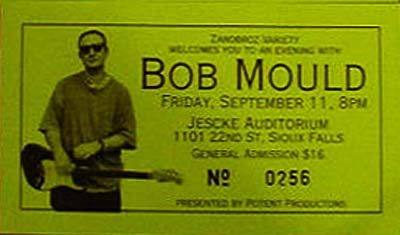 ZANDBROZ VARIETY
WELCOMES YOU TO AN EVENING WITH
BOB MOULD
FRIDAY, SEPTEMBER 11, 8PM
JESCKE AUDITORIUM
1101 22ND ST, SIOUX FALLS
GENERAL ADMISSION $16
Nº 0256
PRESENTED BY POTENT PRODUCTIONS